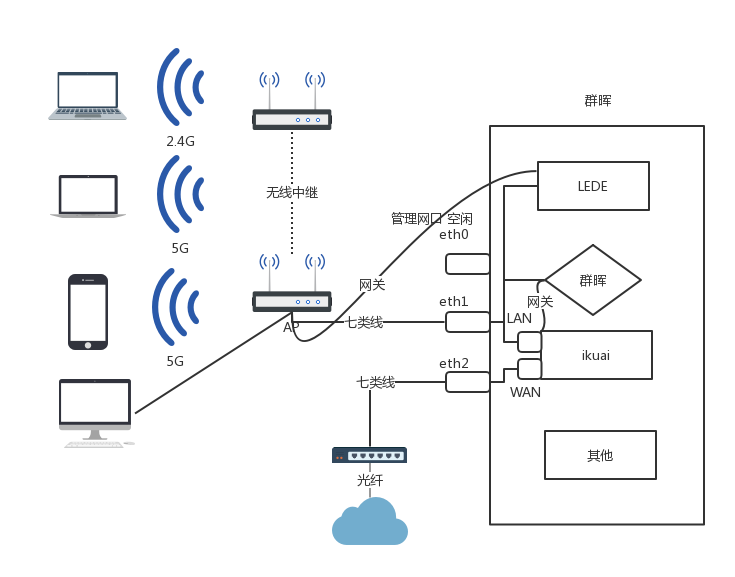 群晖
2.4G
LEDE
无线中继
管理网口 空闲
eth0
5G
群晖
网关
网关
eth1
LAN
AP
七类线
5G
ikuai
eth2
七类线
WAN
其他
光纤